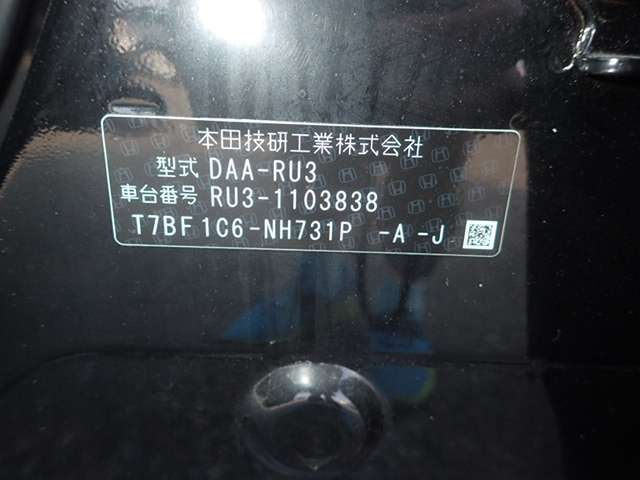 本田技研工業株式会社
型式 DAA-RU3
車台番号 RU3-1103838
T7BF1C6-NH731P -A-J